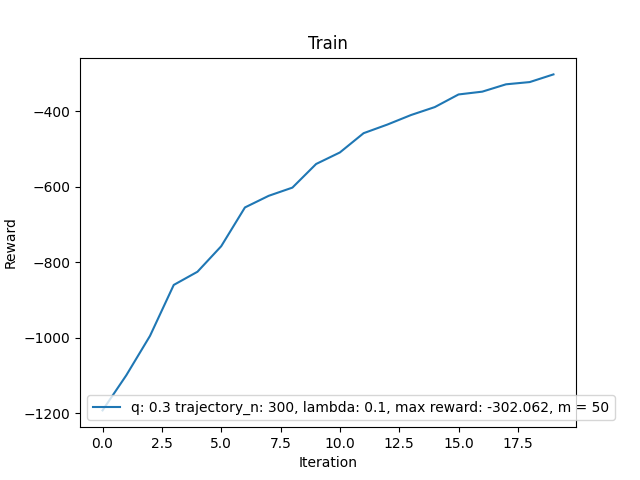 Train
Reward
−400
−600
−800
−1000
−1200
q: 0.3 trajectory_n: 300, lambda: 0.1, max reward: -302.062, m = 50
0.0 2.5 5.0 7.5 10.0 12.5 15.0 17.5
Iteration